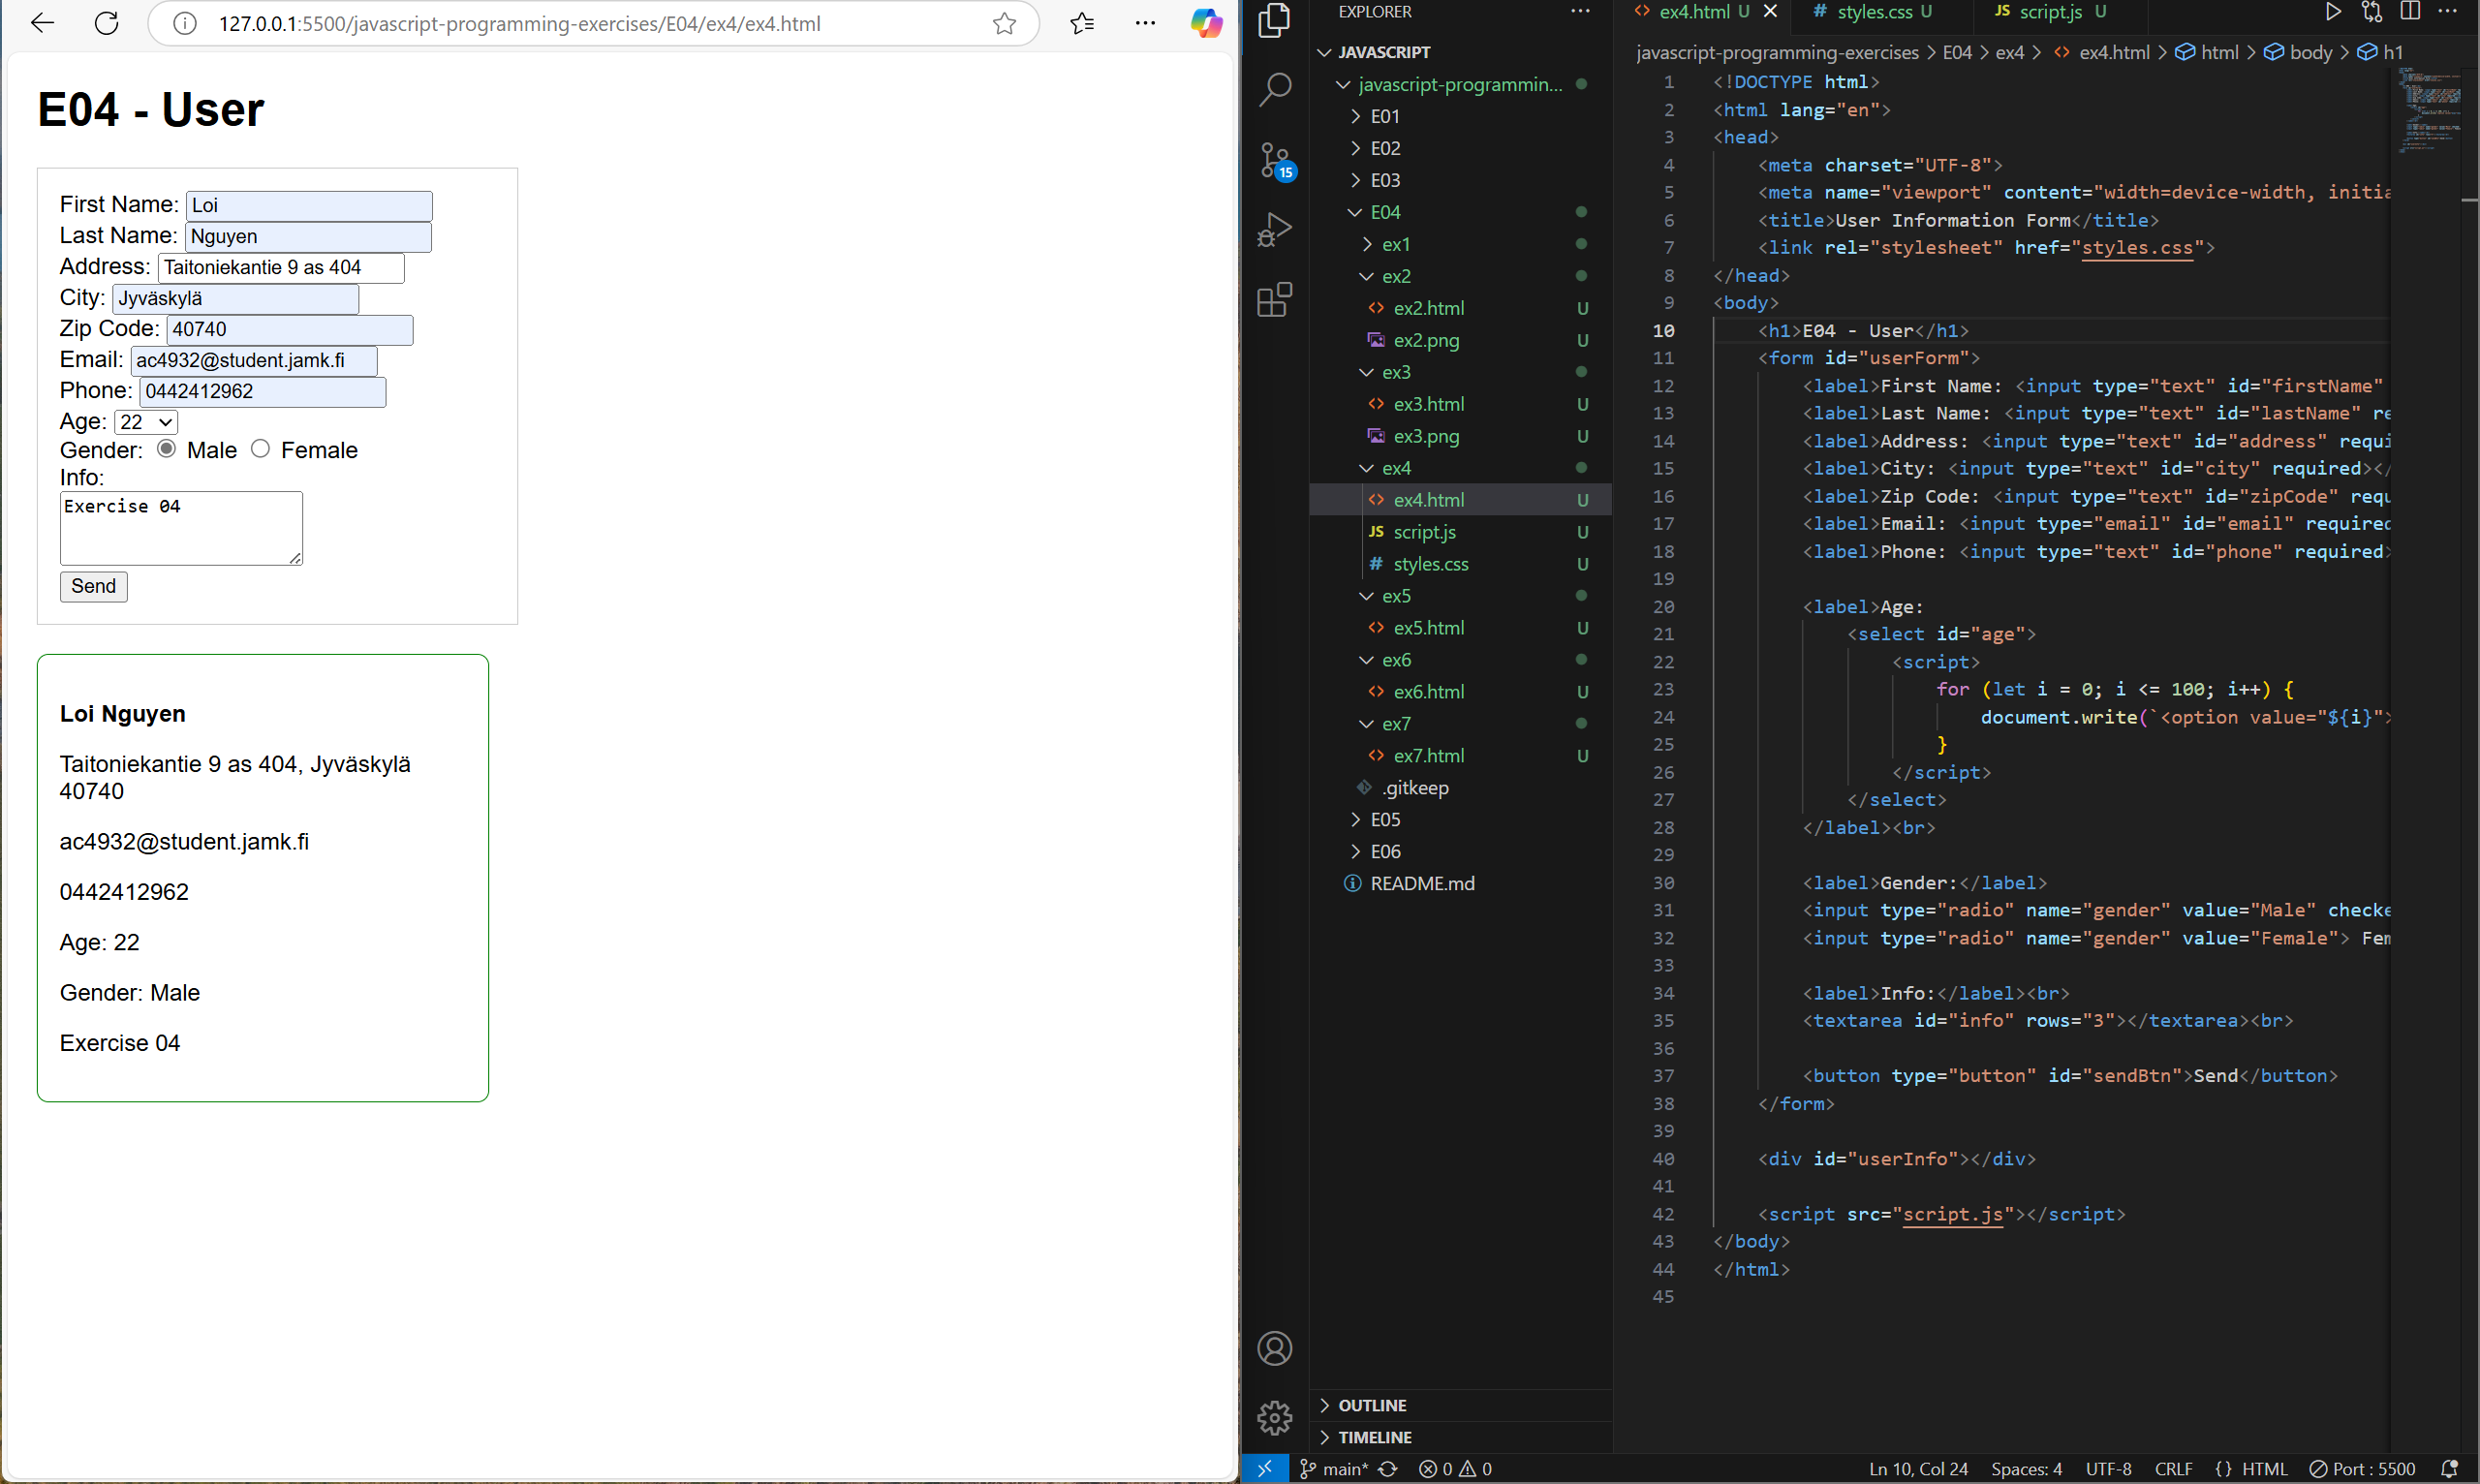 127.0.0.1:5500/javascript-programming-exercises/E04/ex4/ex4.html
E04 - User
First Name: Loi
Last Name: Nguyen
Address: Taitoniekantie 9 as 404
City: Jyväskylä
Zip Code: 40740
Email: ac4932@student.jamk.fi
Phone: 0442412962
Age: 22
Gender: Male Female
Info:
Exercise 04
Send
Loi Nguyen
Taitoniekantie 9 as 404, Jyväskylä
40740
ac4932@student.jamk.fi
0442412962
Age: 22
Gender: Male
Exercise 04
15
EXPLORER
JAVASCRIPT
javascript-programmin...
E01
E02
E03
E04
ex1
ex2
ex2.html U
ex2.png U
ex3
ex3.html U
ex3.png U
ex4
ex4.html U
JS script.js U
# styles.css U
ex5
ex5.html U
ex6
ex6.html U
ex7
ex7.html U
.gitkeep
E05
E06
README.md
OUTLINE
TIMELINE
ex4.html U # styles.css U JS script.js U
javascript-programming-exercises > E04 > ex4 > ex4.html > html > body > h1
1 <!DOCTYPE html>
2 <html lang="en">
3 <head>
4 <meta charset="UTF-8">
5 <meta name="viewport" content="width=device-width, initia
6 <title>User Information Form</title>
7 <link rel="stylesheet" href="styles.css">
8 </head>
9 <body>
10 <h1>E04 - User</h1>
11 <form id="userForm">
12 <label>First Name: <input type="text" id="firstName"
13 <label>Last Name: <input type="text" id="lastName" re
14 <label>Address: <input type="text" id="address" requi
15 <label>City: <input type="text" id="city" required></
16 <label>Zip Code: <input type="text" id="zipCode" requ
17 <label>Email: <input type="email" id="email" required
18 <label>Phone: <input type="text" id="phone" required>
19
20 <label>Age:
21 <select id="age">
22 <script>
23 for (let i = 0; i <= 100; i++) {
24 document.write(`<option value="${i}">
25 }
26 </script>
27 </select>
28 </label><br>
29
30 <label>Gender:</label>
31 <input type="radio" name="gender" value="Male" checke
32 <input type="radio" name="gender" value="Female"> Fem
33
34 <label>Info:</label><br>
35 <textarea id="info" rows="3"></textarea><br>
36
37 <button type="button" id="sendBtn">Send</button>
38 </form>
39
40 <div id="userInfo"></div>
41
42 <script src="script.js"></script>
43 </body>
44 </html>
45
main* 0 0 Ln 10, Col 24 Spaces: 4 UTF-8 CRLF {} HTML Port : 5500